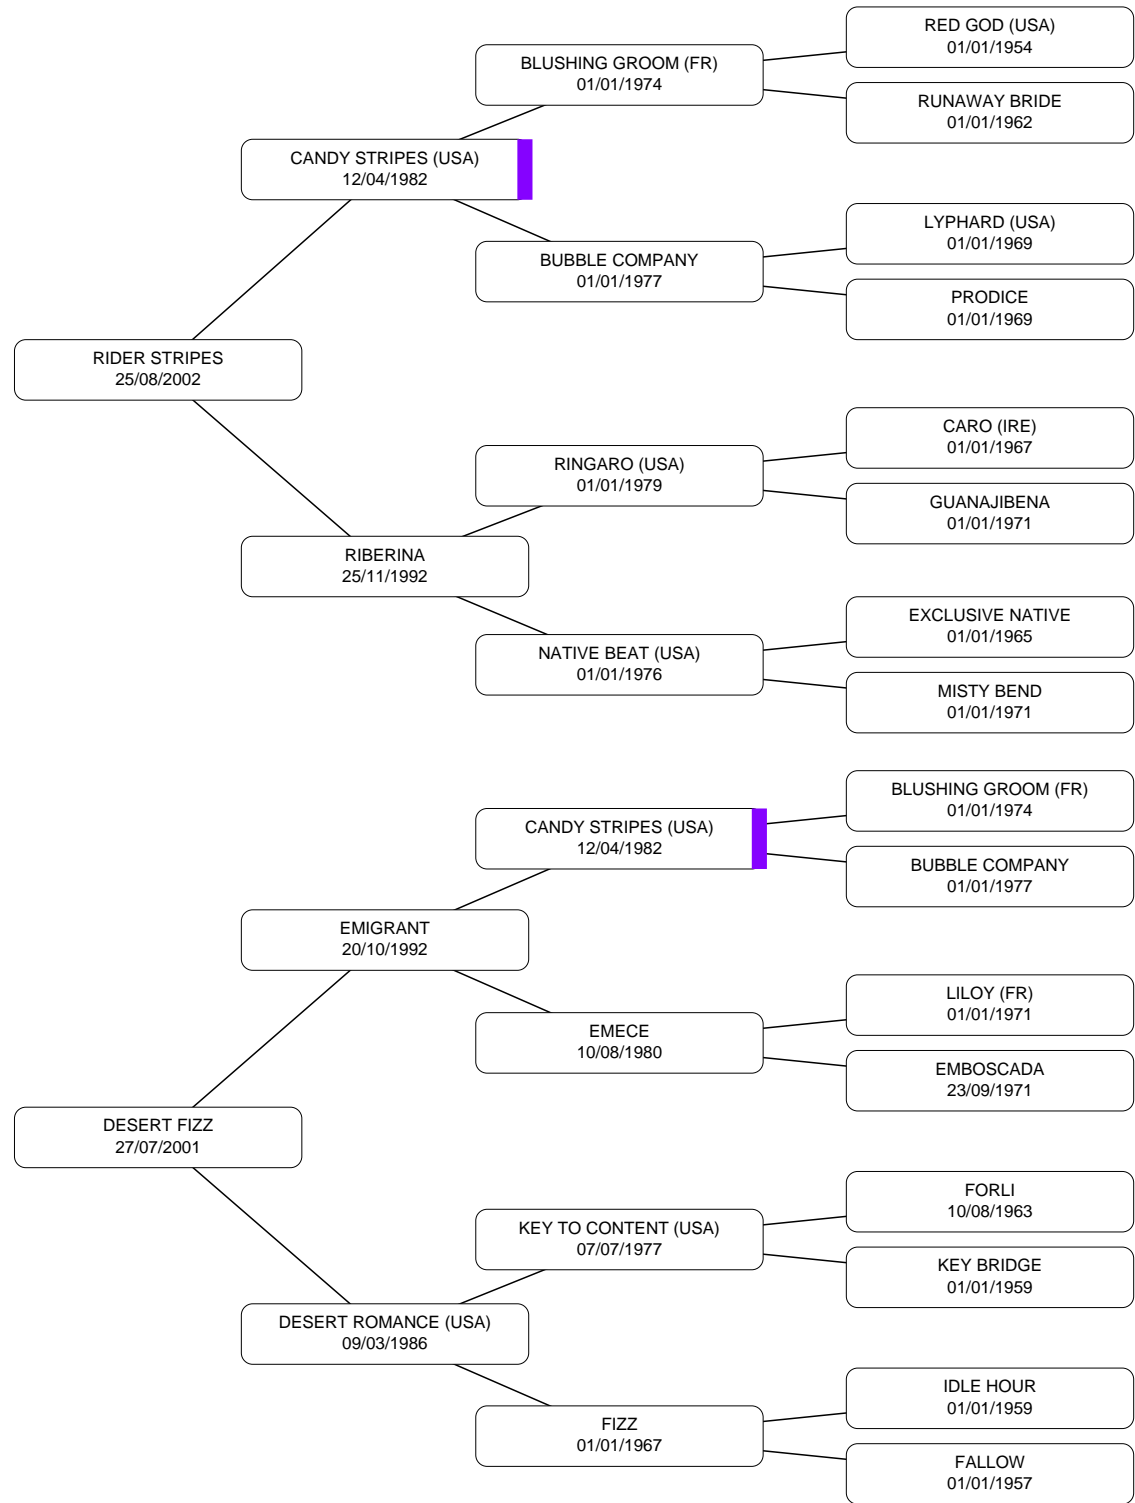 RED GOD (USA)
01/01/1954
BLUSHING GROOM (FR)
01/01/1974
RUNAWAY BRIDE
01/01/1962
CANDY STRIPES (USA)
12/04/1982
LYPHARD (USA)
01/01/1969
BUBBLE COMPANY
01/01/1977
PRODICE
01/01/1969
RIDER STRIPES
25/08/2002
CARO (IRE)
01/01/1967
RINGARO (USA)
01/01/1979
GUANAJIBENA
01/01/1971
RIBERINA
25/11/1992
EXCLUSIVE NATIVE
01/01/1965
NATIVE BEAT (USA)
01/01/1976
MISTY BEND
01/01/1971
BLUSHING GROOM (FR)
01/01/1974
CANDY STRIPES (USA)
12/04/1982
BUBBLE COMPANY
01/01/1977
EMIGRANT
20/10/1992
LILOY (FR)
01/01/1971
EMECE
10/08/1980
EMBOSCADA
23/09/1971
DESERT FIZZ
27/07/2001
FORLI
10/08/1963
KEY TO CONTENT (USA)
07/07/1977
KEY BRIDGE
01/01/1959
DESERT ROMANCE (USA)
09/03/1986
IDLE HOUR
01/01/1959
FIZZ
01/01/1967
FALLOW
01/01/1957